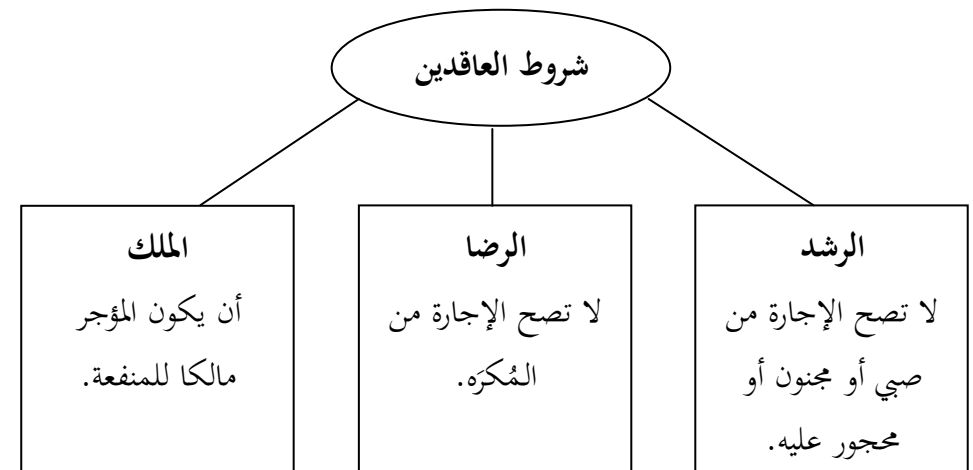 شروط العاقدين
الرشد
لا تصح الإجارة من
صبي أو مجنون أو
محجور عليه.
الرضا
لا تصح الإجارة من
المُكرَه.
الملك
أن يكون المؤجر
مالكا للمنفعة.